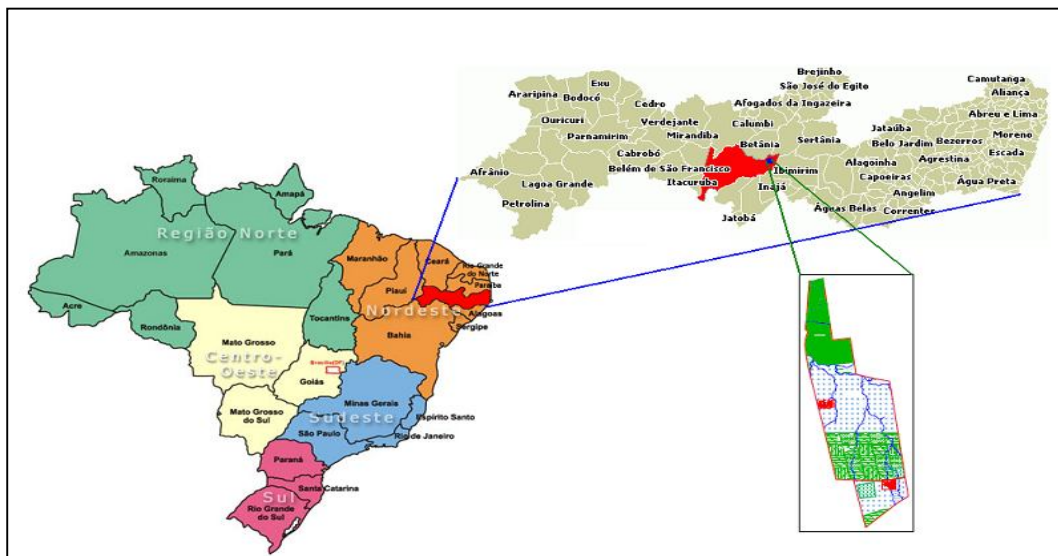 Roraima
Amapá
Região Norte
Amazonas
Pará
Acre
Rondônia
Tocantins
Maranhão
Ceará
Rio Grande
do Norte
Paraíba
Piauí
Nordeste
Alagoas
Sergipe
Bahia
Mato Grosso
Centro-
Oeste
Brasília(DF)
Goiás
Mato Grosso
do Sul
Minas Gerais
Espírito Santo
Sudeste
São Paulo
Rio de Janeiro
Paraná
Santa Catarina
Sul
Rio Grande
do Sul
Brejinho
São José do Egito
Camutanga
Exu
Aliança
Araripina
Bodocó
Cedro
Afogados da Ingazeira
Abreu e Lima
Ouricuri
Verdejante
Calumbi
Jataúba
Moreno
Parnamirim
Mirandiba
Betânia
Sertânia
Belo Jardim
Bezerros
Escada
Cabrobó
Alagoinha
Agrestina
Afrânio
Belém de São Francisco
Ibimirim
Capoeiras
Lagoa Grande
Itacuruba
Inajá
Angelim
Água Preta
Petrolina
Águas Belas
Correntes
Jatobá